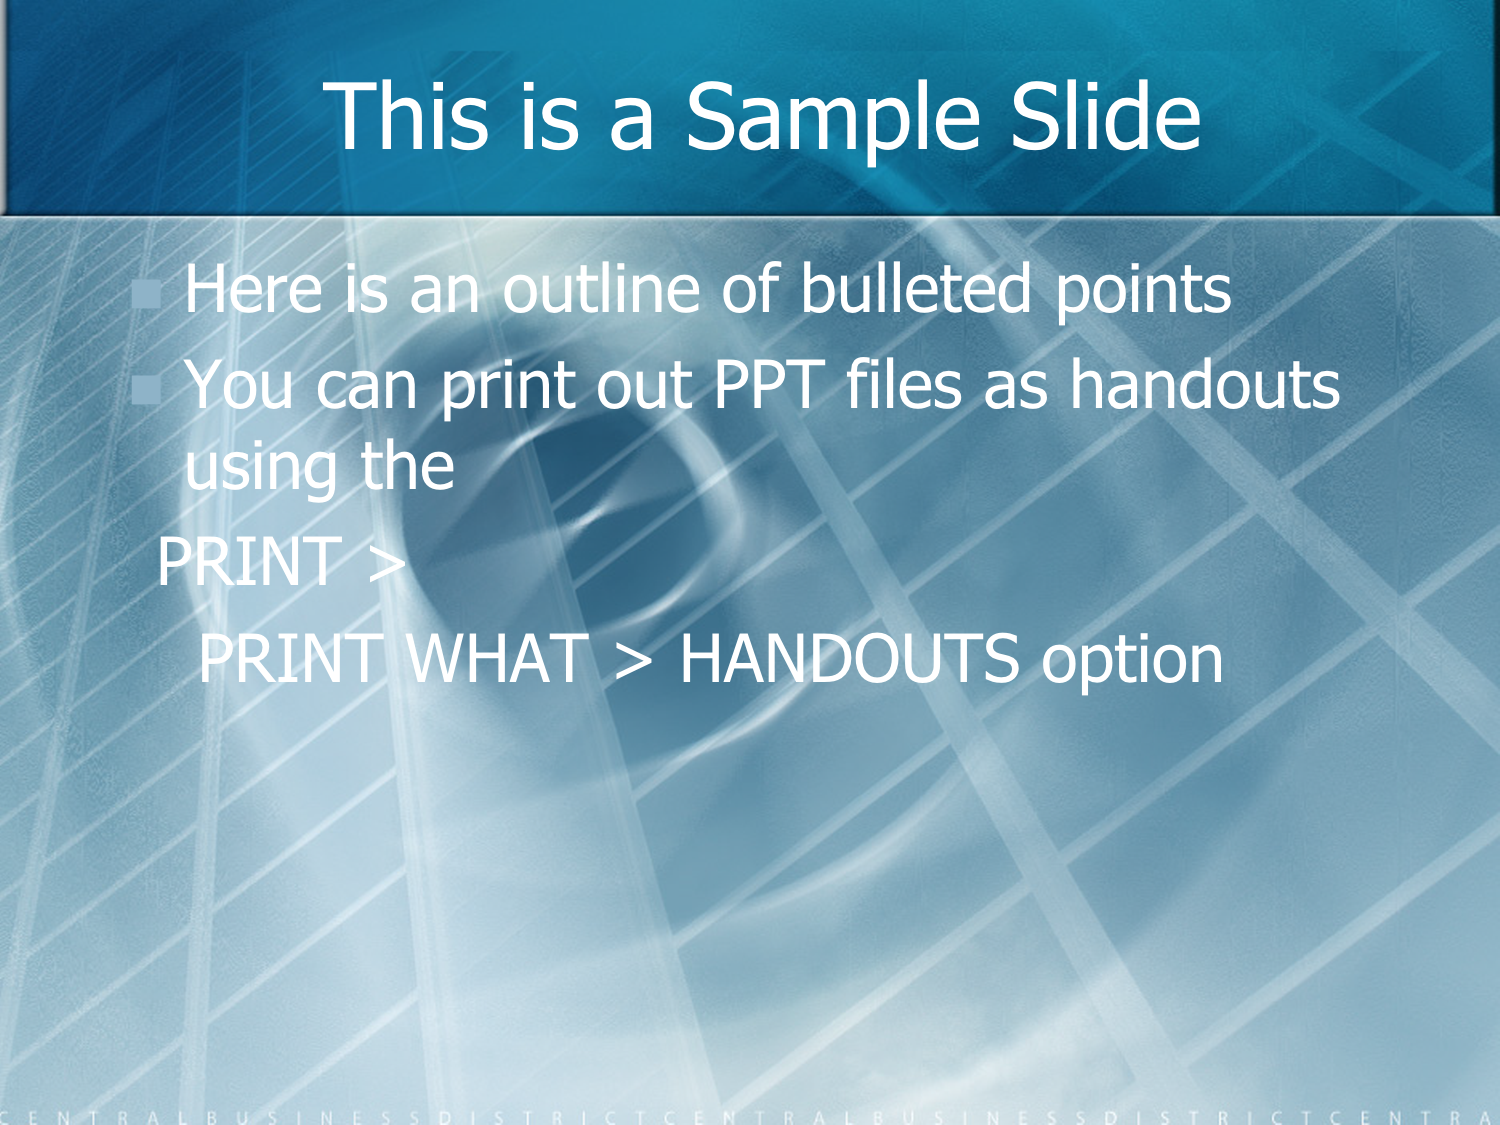 This is a Sample Slide
Here is an outline of bulleted points
You can print out PPT files as handouts
using the
PRINT >
PRINT WHAT > HANDOUTS option
CENTRALBUSINESSDISTRICTCENTRALBUSINESSDISTRICTCENTRA